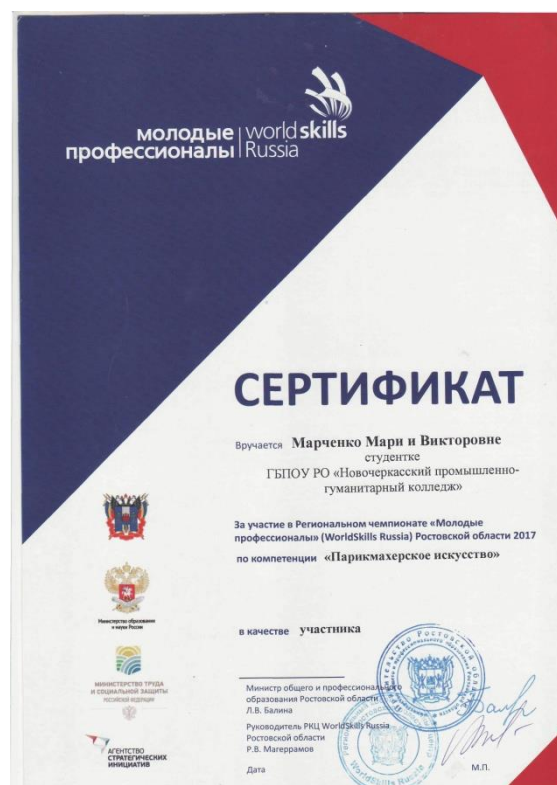 молодые
профессионалы
worldskills
Russia
СЕРТИФИКАТ
Вручается Марченко Мари и Викторовне
студентке
ГБПОУ РО «Новочеркасский промышленно-
гуманитарный колледж»
За участие в Региональном чемпионате «Молодые
профессионалы» (WorldSkills Russia) Ростовской области 2017
по компетенции «Парикмахерское искусство»
в качестве участника
Министерство образования
и науки России
МИНИСТЕРСТВО ТРУДА
И СОЦИАЛЬНОЙ ЗАЩИТЫ
РОССИЙСКОЙ ФЕДЕРАЦИИ
АГЕНТСТВО
СТРАТЕГИЧЕСКИХ
ИНИЦИАТИВ
Министр общего и профессионального
образования Ростовской области
Л.В. Балина
Руководитель РКЦ WorldSkills Russia
Ростовской области
Р.В. Магеррамов
Дата
М.П.
Ростовской
WorldSkills Russia